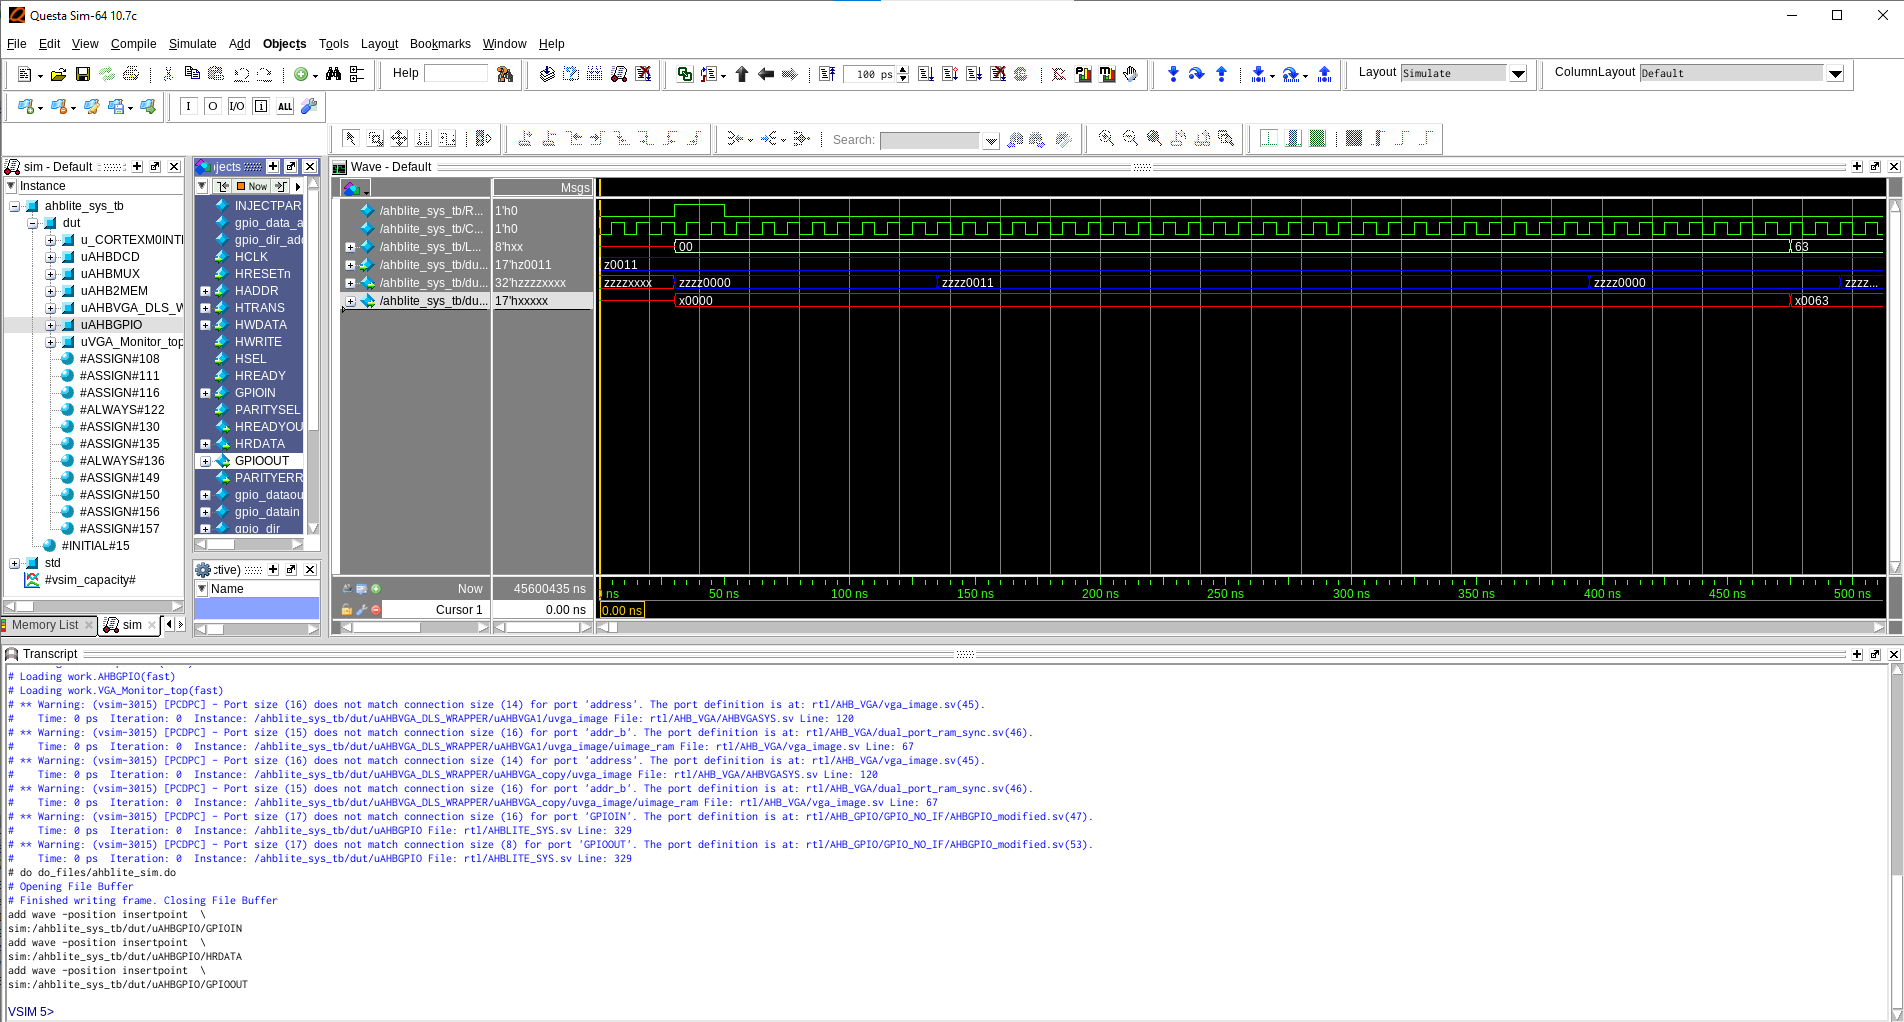 Questa Sim-64 10.7c
File Edit View Compile Simulate Add Objects Tools Layout Bookmarks Window Help
Help 100 ps Layout Simulate ColumnLayout Default
I O I/O i ALL
Search:
sim - Default
Instance
ahblite_sys_tb
dut
u_CORTEXM0INTI
uAHBDCD
uAHBMUX
uAHB2MEM
uAHBVGA_DLS_W
uAHBGPIO
uVGA_Monitor_top
#ASSIGN#108
#ASSIGN#111
#ASSIGN#116
#ALWAYS#122
#ASSIGN#130
#ASSIGN#135
#ALWAYS#136
#ASSIGN#149
#ASSIGN#150
#ASSIGN#156
#ASSIGN#157
#INITIAL#15
std
#vsim_capacity#
Memory List sim
jects
Now
INJECTPAR
gpio_data_a
gpio_dir_add
HCLK
HRESETn
HADDR
HTRANS
HWDATA
HWRITE
HSEL
HREADY
GPIOIN
PARITYSEL
HREADYOU
HRDATA
GPIOOUT
PARITYERR
gpio_dataou
gpio_datain
gpio_dir
ctive)
Name
Wave - Default
Msgs
/ahblite_sys_tb/R... 1'h0
/ahblite_sys_tb/C... 1'h0
/ahblite_sys_tb/L... 8'hxx 00 63
/ahblite_sys_tb/du... 17'hz0011 z0011
/ahblite_sys_tb/du... 32'hzzzzxxxx zzzzxxxx zzzz0000 zzzz0011 zzzz0000 zzzz...
/ahblite_sys_tb/du... 17'hxxxxx x0000 x0063
Now 45600435 ns ns 50 ns 100 ns 150 ns 200 ns 250 ns 300 ns 350 ns 400 ns 450 ns 500 ns
Cursor 1 0.00 ns 0.00 ns
Transcript
# Loading work.AHBGPIO(fast)
# Loading work.VGA_Monitor_top(fast)
# ** Warning: (vsim-3015) [PCDPC] - Port size (16) does not match connection size (14) for port 'address'. The port definition is at: rtl/AHB_VGA/vga_image.sv(45).
# Time: 0 ps Iteration: 0 Instance: /ahblite_sys_tb/dut/uAHBVGA_DLS_WRAPPER/uAHBVGA1/uvga_image File: rtl/AHB_VGA/AHBVGASYS.sv Line: 120
# ** Warning: (vsim-3015) [PCDPC] - Port size (15) does not match connection size (16) for port 'addr_b'. The port definition is at: rtl/AHB_VGA/dual_port_ram_sync.sv(46).
# Time: 0 ps Iteration: 0 Instance: /ahblite_sys_tb/dut/uAHBVGA_DLS_WRAPPER/uAHBVGA1/uvga_image/uimage_ram File: rtl/AHB_VGA/vga_image.sv Line: 67
# ** Warning: (vsim-3015) [PCDPC] - Port size (16) does not match connection size (14) for port 'address'. The port definition is at: rtl/AHB_VGA/vga_image.sv(45).
# Time: 0 ps Iteration: 0 Instance: /ahblite_sys_tb/dut/uAHBVGA_DLS_WRAPPER/uAHBVGA_copy/uvga_image File: rtl/AHB_VGA/AHBVGASYS.sv Line: 120
# ** Warning: (vsim-3015) [PCDPC] - Port size (15) does not match connection size (16) for port 'addr_b'. The port definition is at: rtl/AHB_VGA/dual_port_ram_sync.sv(46).
# Time: 0 ps Iteration: 0 Instance: /ahblite_sys_tb/dut/uAHBVGA_DLS_WRAPPER/uAHBVGA_copy/uvga_image/uimage_ram File: rtl/AHB_VGA/vga_image.sv Line: 67
# ** Warning: (vsim-3015) [PCDPC] - Port size (17) does not match connection size (16) for port 'GPIOIN'. The port definition is at: rtl/AHB_GPIO/GPIO_NO_IF/AHBGPIO_modified.sv(47).
# Time: 0 ps Iteration: 0 Instance: /ahblite_sys_tb/dut/uAHBGPIO File: rtl/AHBLITE_SYS.sv Line: 329
# ** Warning: (vsim-3015) [PCDPC] - Port size (17) does not match connection size (8) for port 'GPIOOUT'. The port definition is at: rtl/AHB_GPIO/GPIO_NO_IF/AHBGPIO_modified.sv(53).
# Time: 0 ps Iteration: 0 Instance: /ahblite_sys_tb/dut/uAHBGPIO File: rtl/AHBLITE_SYS.sv Line: 329
# do do_files/ahblite_sim.do
# Opening File Buffer
# Finished writing frame. Closing File Buffer
add wave -position insertpoint \
sim:/ahblite_sys_tb/dut/uAHBGPIO/GPIOIN
add wave -position insertpoint \
sim:/ahblite_sys_tb/dut/uAHBGPIO/HRDATA
add wave -position insertpoint \
sim:/ahblite_sys_tb/dut/uAHBGPIO/GPIOOUT
VSIM 5>